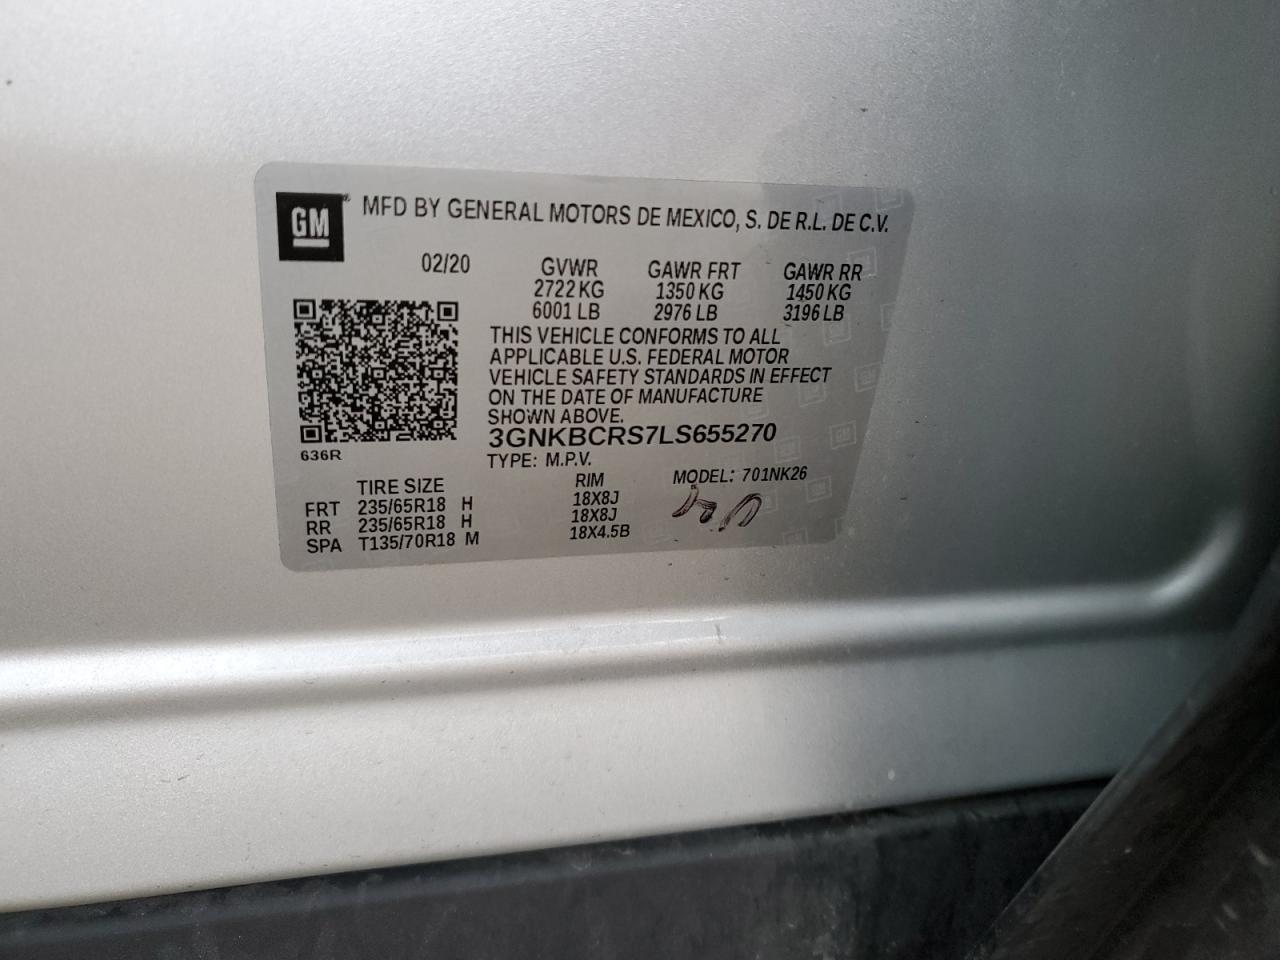 GM ® MFD BY GENERAL MOTORS DE MEXICO, S. DE R.L. DE C.V.
02/20 GVWR GAWR FRT GAWR RR
2722 KG 1350 KG 1450 KG
6001 LB 2976 LB 3196 LB
THIS VEHICLE CONFORMS TO ALL
APPLICABLE U.S. FEDERAL MOTOR
VEHICLE SAFETY STANDARDS IN EFFECT
ON THE DATE OF MANUFACTURE
SHOWN ABOVE.
3GNKBCRS7LS655270
636R
TYPE: M.P.V. MODEL: 701NK26
TIRE SIZE RIM
FRT 235/65R18 H 18X8J
RR 235/65R18 H 18X8J
SPA T135/70R18 M 18X4.5B